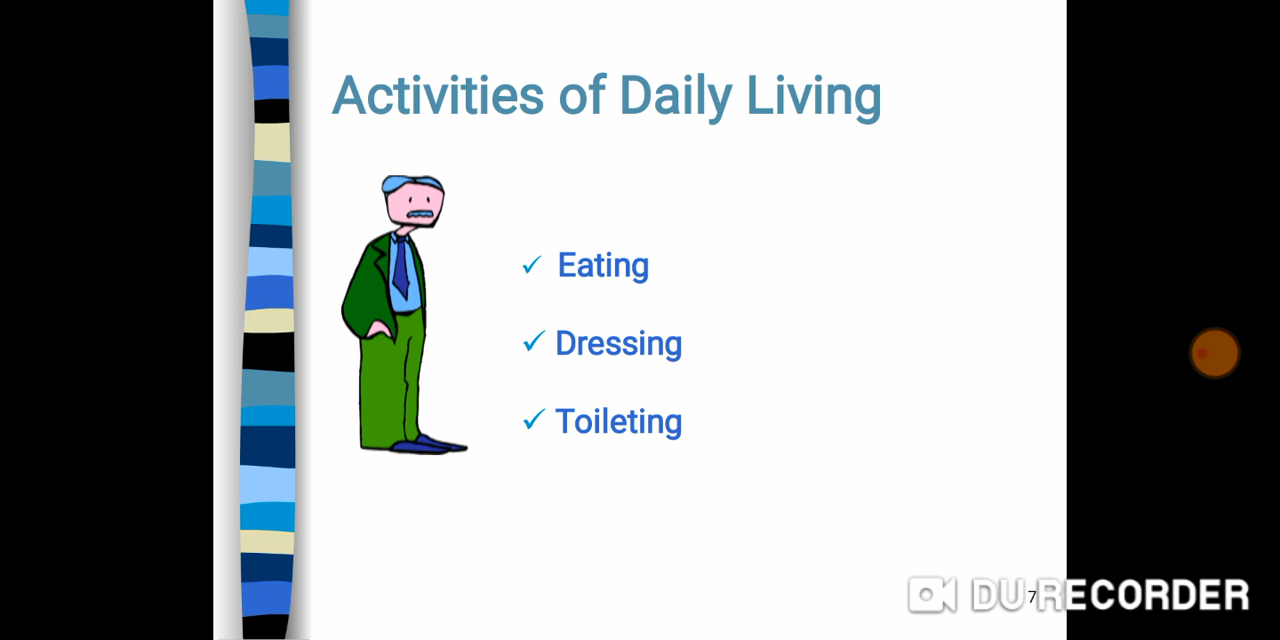 Activities of Daily Living
✓ Eating
✓ Dressing
✓ Toileting
7
DU RECORDER